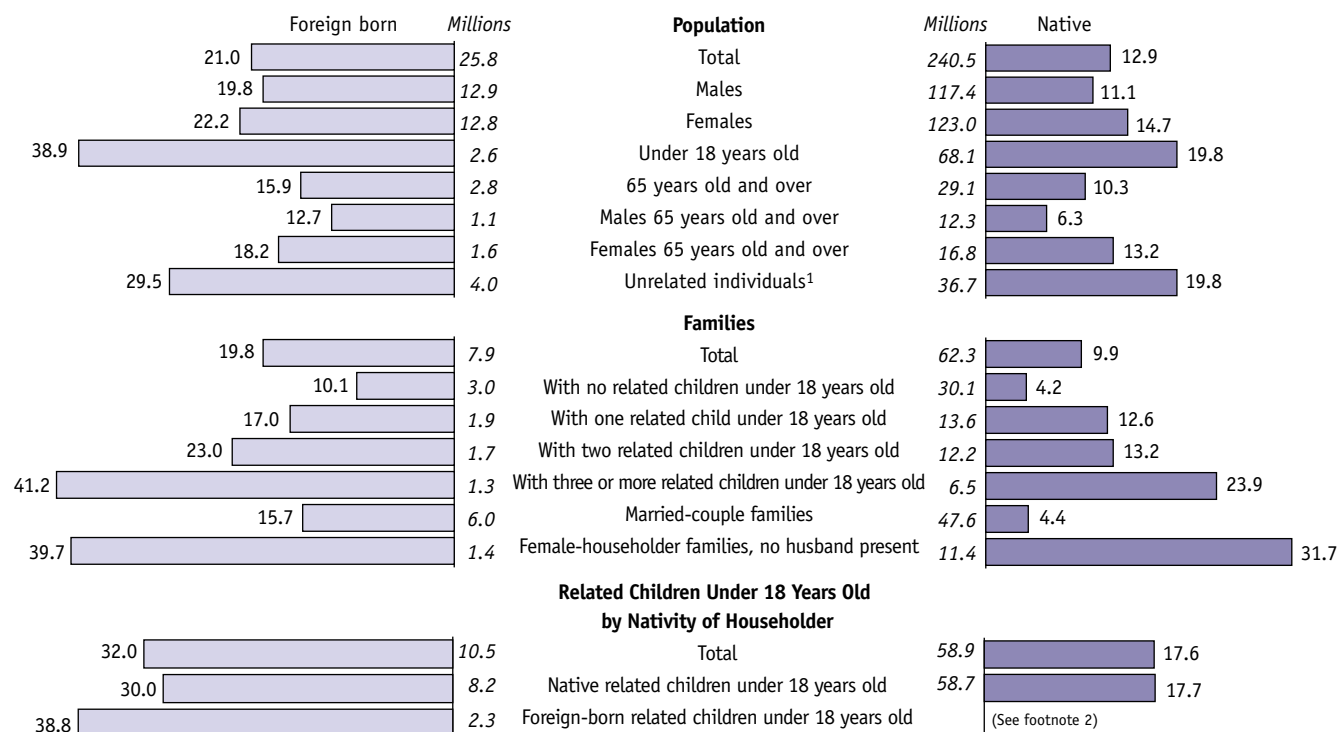 Foreign born Millions Population Millions Native
21.0 25.8 Total 240.5 12.9
19.8 12.9 Males 117.4 11.1
22.2 12.8 Females 123.0 14.7
38.9 2.6 Under 18 years old 68.1 19.8
15.9 2.8 65 years old and over 29.1 10.3
12.7 1.1 Males 65 years old and over 12.3 6.3
18.2 1.6 Females 65 years old and over 16.8 13.2
29.5 4.0 Unrelated individuals¹ 36.7 19.8
Families
19.8 7.9 Total 62.3 9.9
10.1 3.0 With no related children under 18 years old 30.1 4.2
17.0 1.9 With one related child under 18 years old 13.6 12.6
23.0 1.7 With two related children under 18 years old 12.2 13.2
41.2 1.3 With three or more related children under 18 years old 6.5 23.9
15.7 6.0 Married-couple families 47.6 4.4
39.7 1.4 Female-householder families, no husband present 11.4 31.7
Related Children Under 18 Years Old
by Nativity of Householder
32.0 10.5 Total 58.9 17.6
30.0 8.2 Native related children under 18 years old 58.7 17.7
38.8 2.3 Foreign-born related children under 18 years old (See footnote 2)